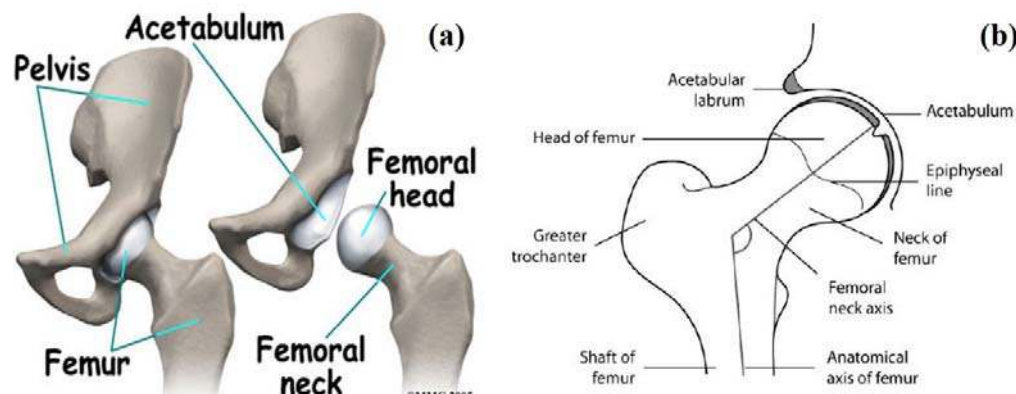 Acetabulum
(a)
Pelvis
Femoral
head
Femur
Femoral
neck
(b)
Acetabular
labrum
Acetabulum
Head of femur
Epiphyseal
line
Greater
trochanter
Neck of
femur
Femoral
neck axis
Shaft of
femur
Anatomical
axis of femur